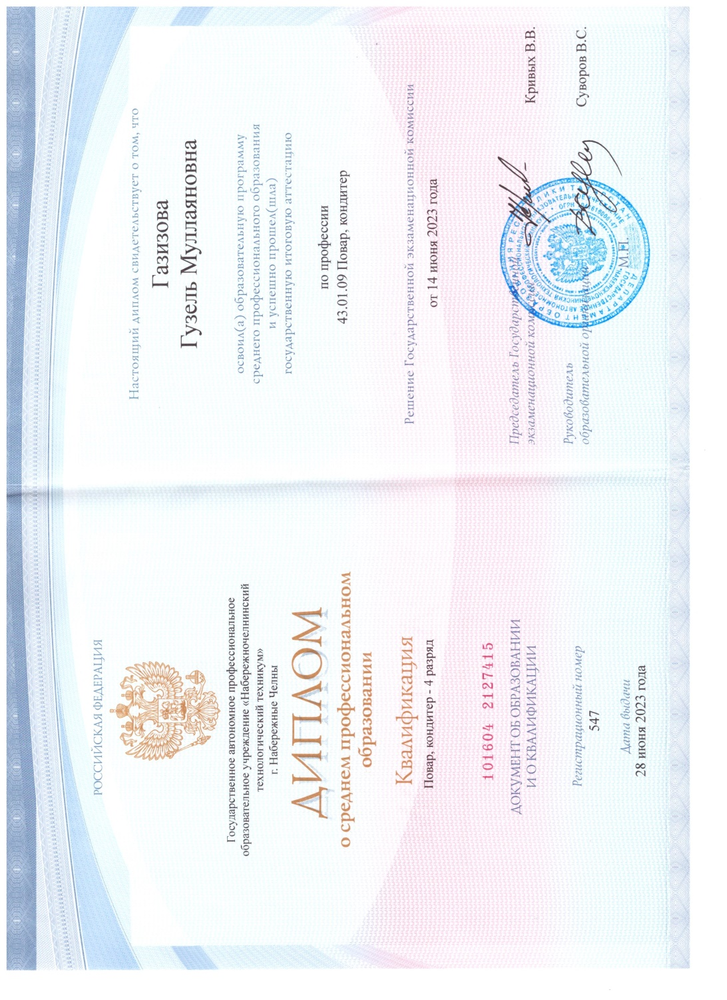 РОССИЙСКАЯ ФЕДЕРАЦИЯ
Государственное автономное профессиональное
образовательное учреждение «Набережночелнинский
технологический техникум»
г. Набережные Челны
ДИПЛОМ
о среднем профессиональном
образовании
Квалификация
Повар, кондитер - 4 разряд
101604 2127415
ДОКУМЕНТ ОБ ОБРАЗОВАНИИ
И О КВАЛИФИКАЦИИ
Регистрационный номер
547
Дата выдачи
28 июня 2023 года
Настоящий диплом свидетельствует о том, что
Газизова
Гузель Муллаяновна
освоил(а) образовательную программу
среднего профессионального образования
и успешно прошел(шла)
государственную итоговую аттестацию
по профессии
43.01.09 Повар, кондитер
Решение Государственной экзаменационной комиссии
от 14 июня 2023 года
Председатель Государственной
экзаменационной комиссии
Кривых В.В.
Руководитель
образовательной организации
Суворов В.С.
М.П.